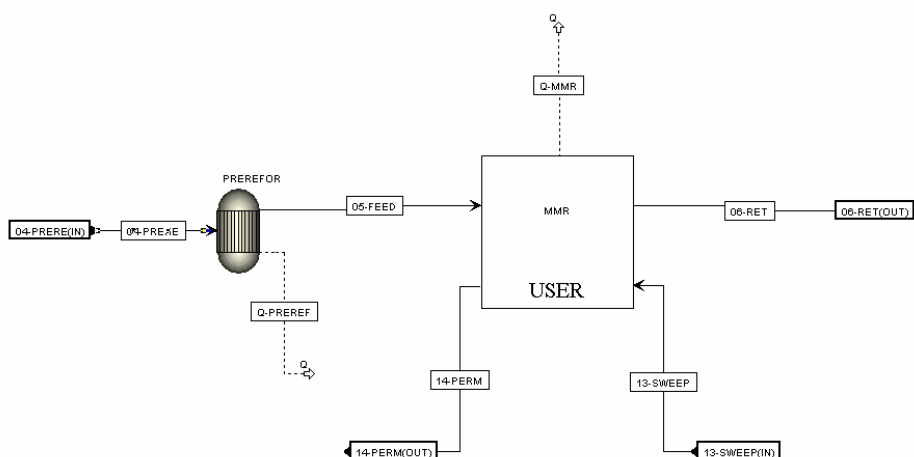 Q
Q-MMR
PREREFOR
05-FEED
MMR
06-RET
06-RET(OUT)
04-PRERE(IN)
USER
Q-PREREF
Q
14-PERM
13-SWEEP
14-PERM(OUT)
13-SWEEP(IN)